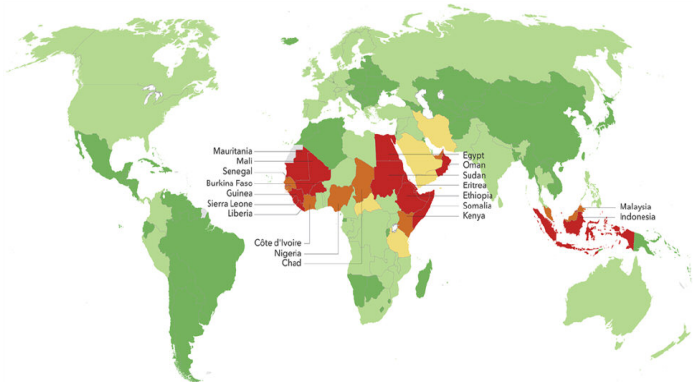 Mauritania
Mali
Senegal
Burkina Faso
Guinea
Sierra Leone
Liberia
Côte d'Ivoire
Nigeria
Chad
Egypt
Oman
Sudan
Eritrea
Ethiopia
Somalia
Kenya
Malaysia
Indonesia